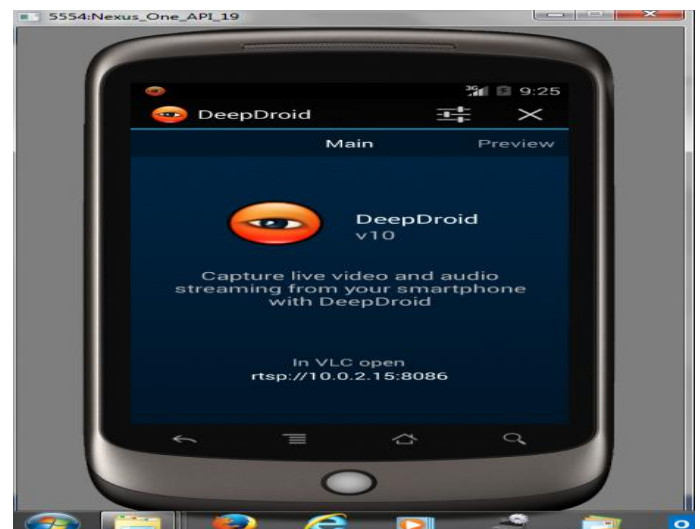 5554:Nexus_One_API_19
3G 9:25
DeepDroid
Main Preview
DeepDroid
v10
Capture live video and audio
streaming from your smartphone
with DeepDroid
In VLC open
rtsp://10.0.2.15:8086